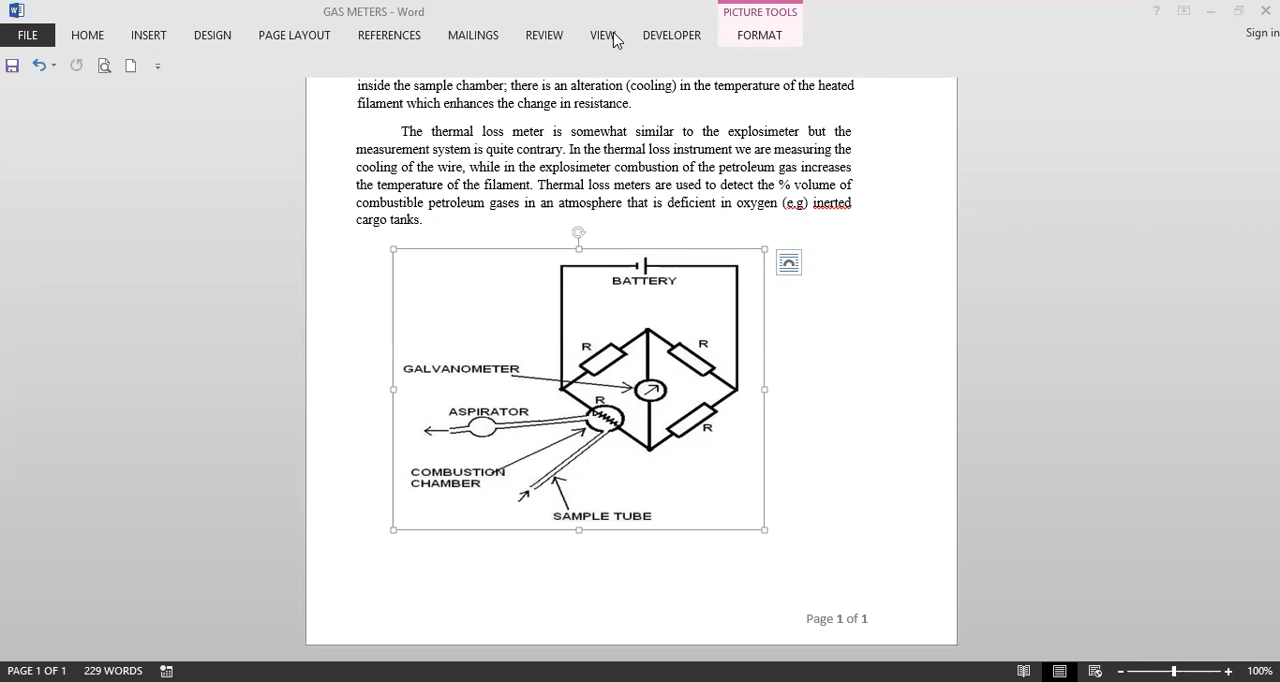 GAS METERS - Word
PICTURE TOOLS
?
FILE HOME INSERT DESIGN PAGE LAYOUT REFERENCES MAILINGS REVIEW VIEW DEVELOPER FORMAT Sign in
inside the sample chamber; there is an alteration (cooling) in the temperature of the heated
filament which enhances the change in resistance.
The thermal loss meter is somewhat similar to the explosimeter but the
measurement system is quite contrary. In the thermal loss instrument we are measuring the
cooling of the wire, while in the explosimeter combustion of the petroleum gas increases
the temperature of the filament. Thermal loss meters are used to detect the % volume of
combustible petroleum gases in an atmosphere that is deficient in oxygen (e.g) inerted
cargo tanks.
BATTERY
R
R
GALVANOMETER
R
ASPIRATOR
R
COMBUSTION
CHAMBER
SAMPLE TUBE
Page 1 of 1
PAGE 1 OF 1 229 WORDS 100%